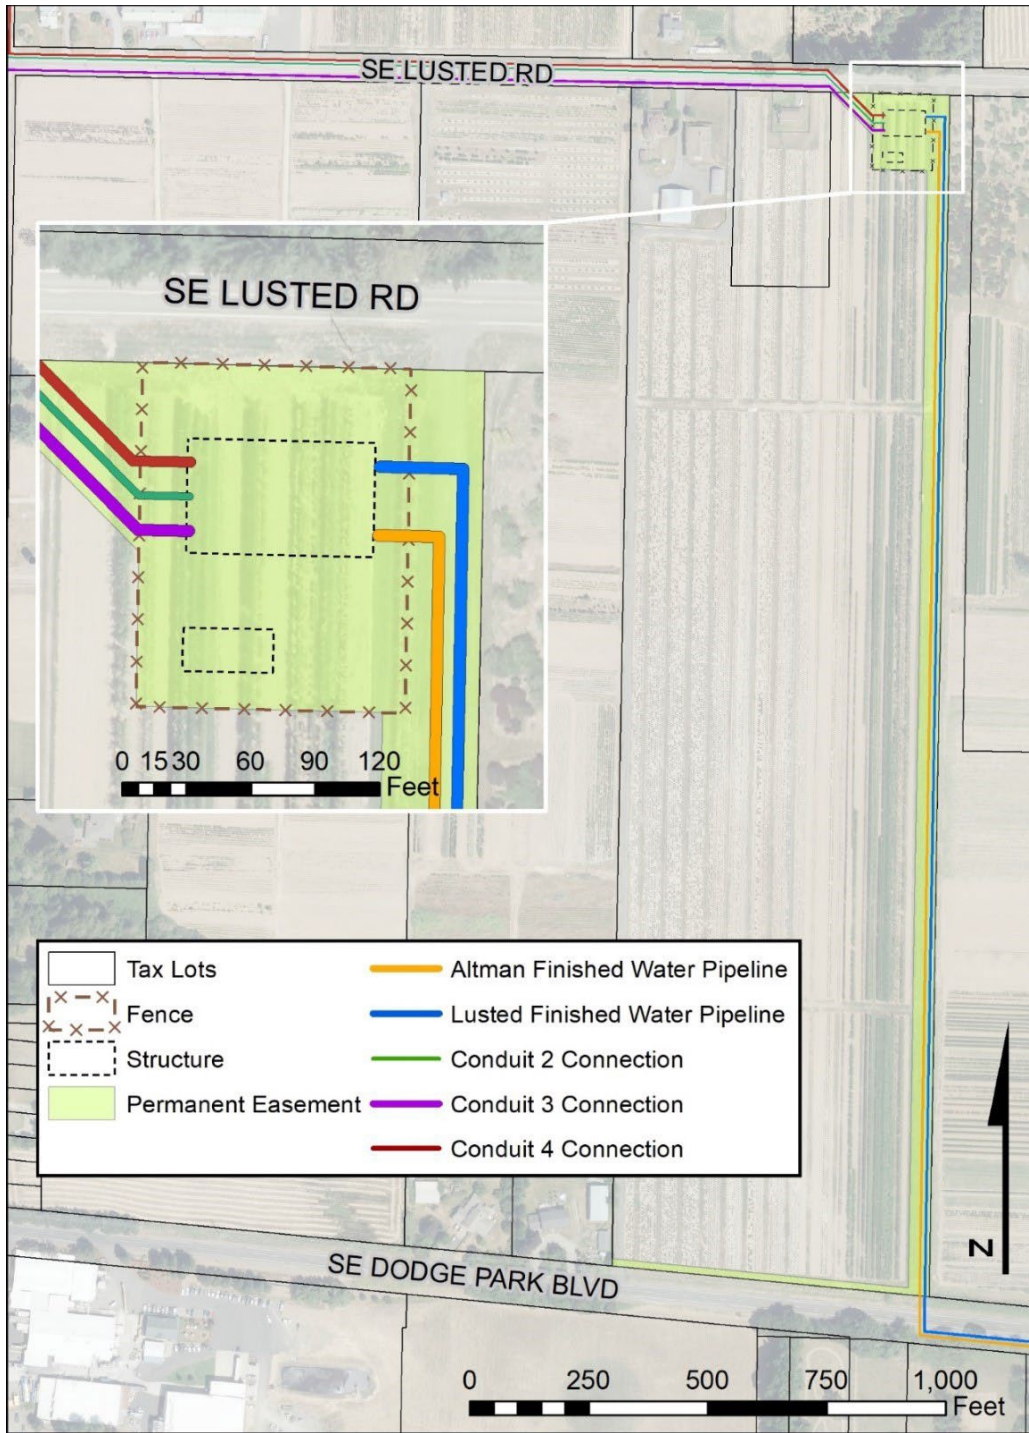 SE LUSTED RD
SE LUSTED RD
0 15 30 60 90 120
Feet
Tax Lots
Fence
Structure
Permanent Easement
Altman Finished Water Pipeline
Lusted Finished Water Pipeline
Conduit 2 Connection
Conduit 3 Connection
Conduit 4 Connection
N
SE DODGE PARK BLVD
0 250 500 750 1,000
Feet